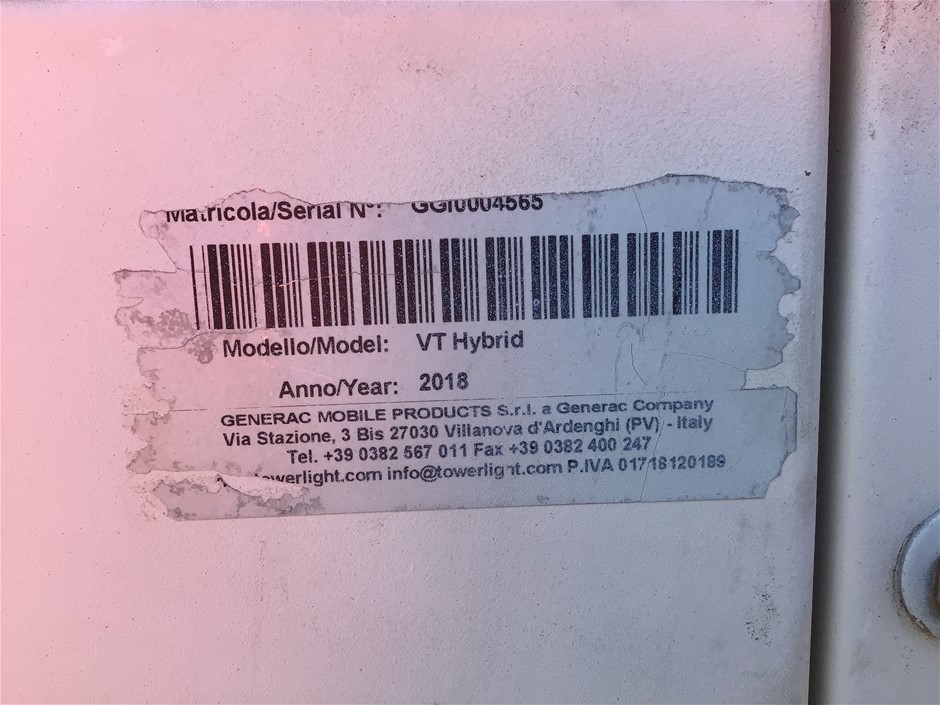 Matricola/Serial N°: GGI0004565
Modello/Model: VT Hybrid
Anno/Year: 2018
GENERAC MOBILE PRODUCTS S.r.l. a Generac Company
Via Stazione, 3 Bis 27030 Villanova d'Ardenghi (PV) - Italy
Tel. +39 0382 567 011 Fax +39 0382 400 247
owerlight.com info@towerlight.com P.IVA 01718120189